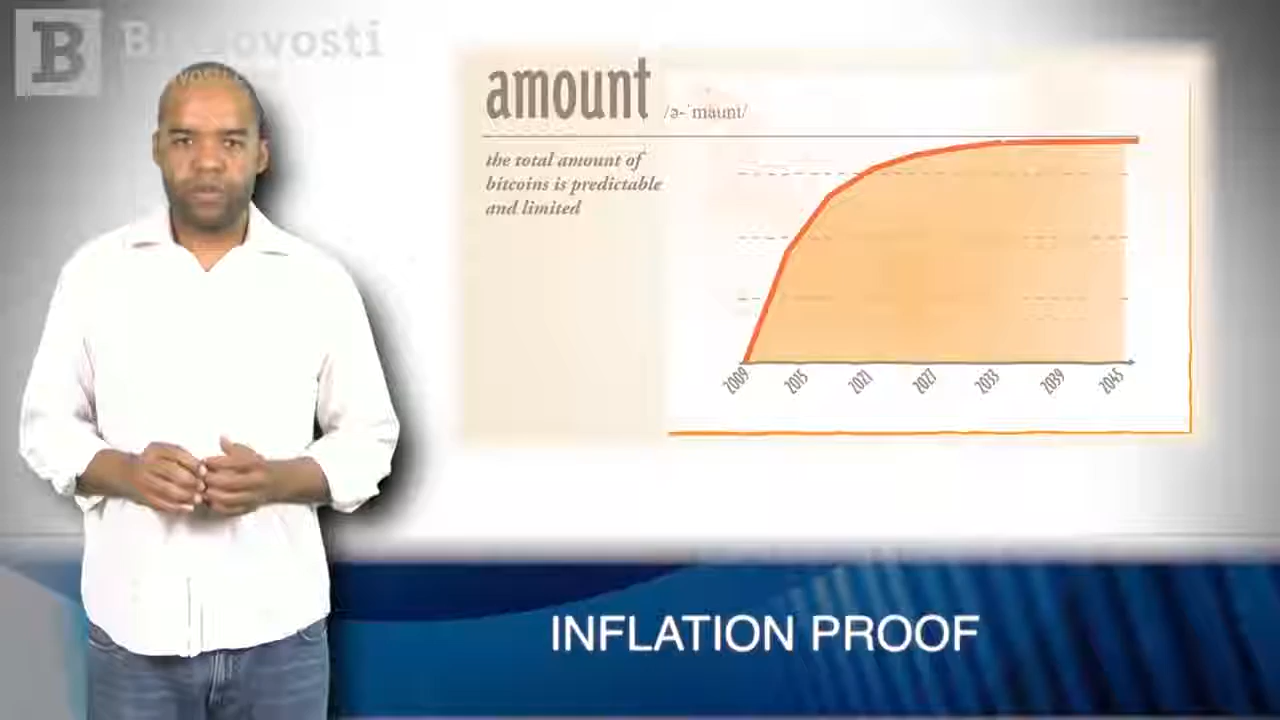 B
amount /ə-ˈmaunt/
the total amount of
bitcoins is predictable
and limited
2009
2015
2021
2027
2033
2039
2045
INFLATION PROOF